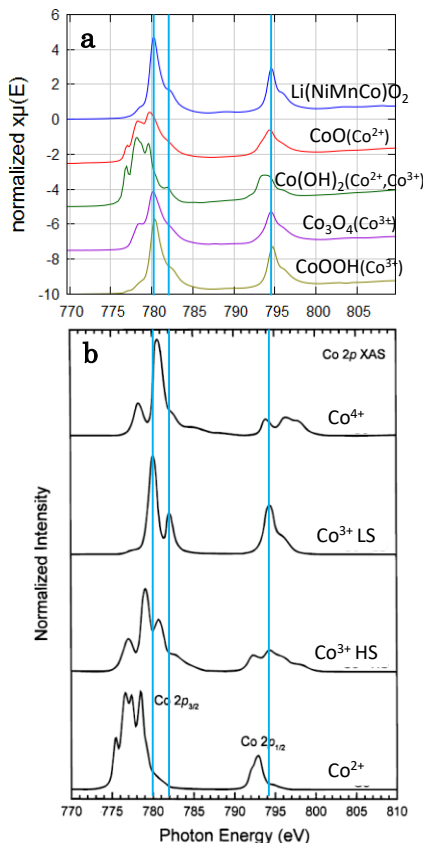 a
normalized xμ(E)
6
4
2
0
-2
-4
-6
-8
-10
Li(NiMnCo)O₂
CoO(Co²⁺)
Co(OH)₂(Co²⁺,Co³⁺)
Co₃O₄(Co³⁺)
CoOOH(Co³⁺)
770 775 780 785 790 795 800 805
b
Co 2p XAS
Normalized Intensity
Co⁴⁺
Co³⁺ LS
Co³⁺ HS
Co 2p₃/₂
Co 2p₁/₂
Co²⁺
770 775 780 785 790 795 800 805 810
Photon Energy (eV)